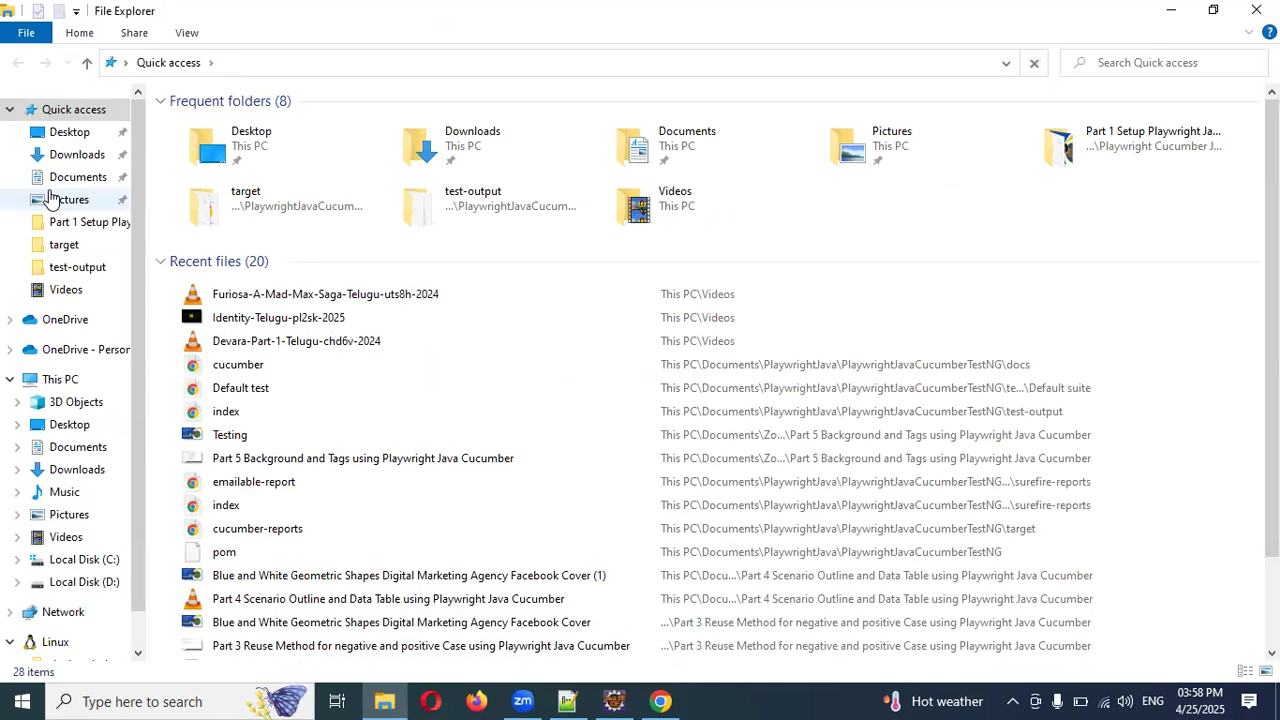 File Explorer
File Home Share View
Quick access
Search Quick access
Quick access
Desktop
Downloads
Documents
Part 1 Setup Play
target
test-output
Videos
OneDrive
OneDrive - Person
This PC
3D Objects
Desktop
Documents
Downloads
Music
Pictures
Videos
Local Disk (C:)
Local Disk (D:)
Network
Linux
Frequent folders (8)
Desktop
This PC
Downloads
This PC
Documents
This PC
Pictures
This PC
Part 1 Setup Playwright Ja...
...\Playwright Cucumber J...
target
...\PlaywrightJavaCucum...
test-output
...\PlaywrightJavaCucum...
Videos
This PC
Recent files (20)
Furiosa-A-Mad-Max-Saga-Telugu-uts8h-2024 This PC\Videos
Identity-Telugu-pl2sk-2025 This PC\Videos
Devara-Part-1-Telugu-chd6v-2024 This PC\Videos
cucumber This PC\Documents\PlaywrightJava\PlaywrightJavaCucumberTestNG\docs
Default test This PC\Documents\PlaywrightJava\PlaywrightJavaCucumberTestNG\te...\Default suite
index This PC\Documents\PlaywrightJava\PlaywrightJavaCucumberTestNG\test-output
Testing This PC\Documents\Zo...\Part 5 Background and Tags using Playwright Java Cucumber
Part 5 Background and Tags using Playwright Java Cucumber This PC\Documents\Zo...\Part 5 Background and Tags using Playwright Java Cucumber
emailable-report This PC\Documents\PlaywrightJava\PlaywrightJavaCucumberTestNG...\surefire-reports
index This PC\Documents\PlaywrightJava\PlaywrightJavaCucumberTestNG...\surefire-reports
cucumber-reports This PC\Documents\PlaywrightJava\PlaywrightJavaCucumberTestNG\target
pom This PC\Documents\PlaywrightJava\PlaywrightJavaCucumberTestNG
Blue and White Geometric Shapes Digital Marketing Agency Facebook Cover (1) This PC\Docu...\Part 4 Scenario Outline and Data Table using Playwright Java Cucumber
Part 4 Scenario Outline and Data Table using Playwright Java Cucumber This PC\Docu...\Part 4 Scenario Outline and Data Table using Playwright Java Cucumber
Blue and White Geometric Shapes Digital Marketing Agency Facebook Cover ...\Part 3 Reuse Method for negative and positive Case using Playwright Java Cucumber
Part 3 Reuse Method for negative and positive Case using Playwright Java Cucumber ...\Part 3 Reuse Method for negative and positive Case using Playwright Java Cucumber
28 items
Type here to search
Hot weather
ENG
03:58 PM
4/25/2025